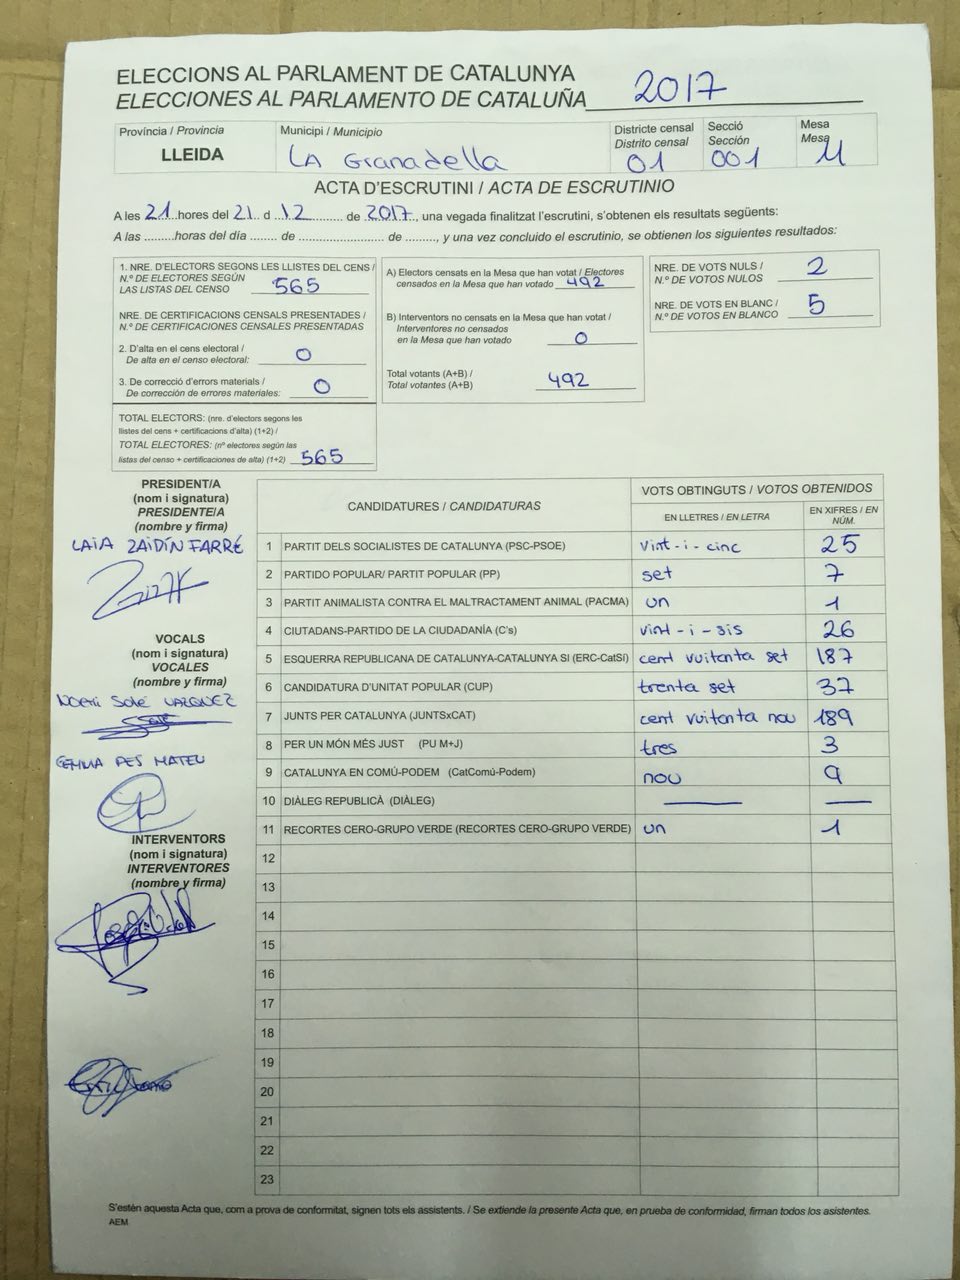 ELECCIONS AL PARLAMENT DE CATALUNYA
ELECCIONES AL PARLAMENTO DE CATALUÑA 2017
Província / Provincia
LLEIDA
Municipi / Municipio
LA Granadella
Districte censal
Distrito censal
01
Secció
Sección
001
Mesa
Mesa
U
ACTA D'ESCRUTINI / ACTA DE ESCRUTINIO
A les 21 hores del 21 d 12 de 2017, una vegada finalitzat l'escrutini, s'obtenen els resultats següents:
A las .........horas del día ........ de ........................ de ........., y una vez concluido el escrutinio, se obtienen los siguientes resultados:
1. NRE. D'ELECTORS SEGONS LES LLISTES DEL CENS /
N.º DE ELECTORES SEGÚN
LAS LISTAS DEL CENSO 565
NRE. DE CERTIFICACIONS CENSALS PRESENTADES /
N.º DE CERTIFICACIONES CENSALES PRESENTADAS
2. D'alta en el cens electoral /
De alta en el censo electoral: 0
3. De correcció d'errors materials /
De corrección de errores materiales: 0
TOTAL ELECTORS: (nre. d'electors segons les
llistes del cens + certificacions d'alta) (1+2) /
TOTAL ELECTORES: (nº electores según las
listas del censo + certificaciones de alta) (1+2) 565
A) Electors censats en la Mesa que han votat / Electores
censados en la Mesa que han votado 492
B) Interventors no censats en la Mesa que han votat /
Interventores no censados
en la Mesa que han votado 0
Total votants (A+B) /
Total votantes (A+B) 492
NRE. DE VOTS NULS /
N.º DE VOTOS NULOS 2
NRE. DE VOTS EN BLANC /
N.º DE VOTOS EN BLANCO 5
PRESIDENT/A
(nom i signatura)
PRESIDENTE/A
(nombre y firma)
LAIA ZAIDÍN FARRÉ
VOCALS
(nom i signatura)
VOCALES
(nombre y firma)
NOEMI SOLÉ VAZQUEZ
GEMMA PES MATEU
INTERVENTORS
(nom i signatura)
INTERVENTORES
(nombre y firma)
CANDIDATURES / CANDIDATURAS
VOTS OBTINGUTS / VOTOS OBTENIDOS
EN LLETRES / EN LETRA
EN XIFRES / EN NÚM.
1 PARTIT DELS SOCIALISTES DE CATALUNYA (PSC-PSOE) vint-i-cinc 25
2 PARTIDO POPULAR/ PARTIT POPULAR (PP) set 7
3 PARTIT ANIMALISTA CONTRA EL MALTRACTAMENT ANIMAL (PACMA) un 1
4 CIUTADANS-PARTIDO DE LA CIUDADANÍA (C's) vint-i-sis 26
5 ESQUERRA REPUBLICANA DE CATALUNYA-CATALUNYA SÍ (ERC-CatSí) cent vuitanta set 187
6 CANDIDATURA D'UNITAT POPULAR (CUP) trenta set 37
7 JUNTS PER CATALUNYA (JUNTSxCAT) cent vuitanta nou 189
8 PER UN MÓN MÉS JUST (PU M+J) tres 3
9 CATALUNYA EN COMÚ-PODEM (CatComú-Podem) nou 9
10 DIÀLEG REPUBLICÀ (DIÀLEG)
11 RECORTES CERO-GRUPO VERDE (RECORTES CERO-GRUPO VERDE) un 1
12
13
14
15
16
17
18
19
20
21
22
23
S'estén aquesta Acta que, com a prova de conformitat, signen tots els assistents. / Se extiende la presente Acta que, en prueba de conformidad, firman todos los asistentes.
AEM